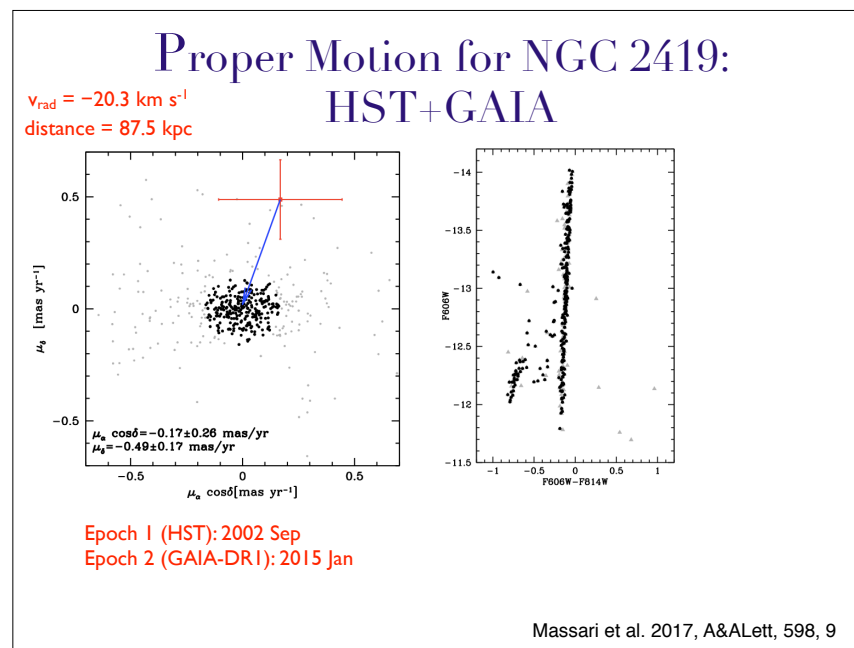 Proper Motion for NGC 2419:
HST+GAIA
v_rad = −20.3 km s⁻¹
distance = 87.5 kpc
0.5
0
−0.5
μ_δ [mas yr⁻¹]
μ_α cosδ=−0.17±0.26 mas/yr
μ_δ=−0.49±0.17 mas/yr
−0.5
0
0.5
μ_α cosδ[mas yr⁻¹]
−14
−13.5
−13
−12.5
−12
−11.5
F606W
−1
−0.5
0
0.5
1
F606W−F814W
Epoch 1 (HST): 2002 Sep
Epoch 2 (GAIA-DR1): 2015 Jan
Massari et al. 2017, A&ALett, 598, 9